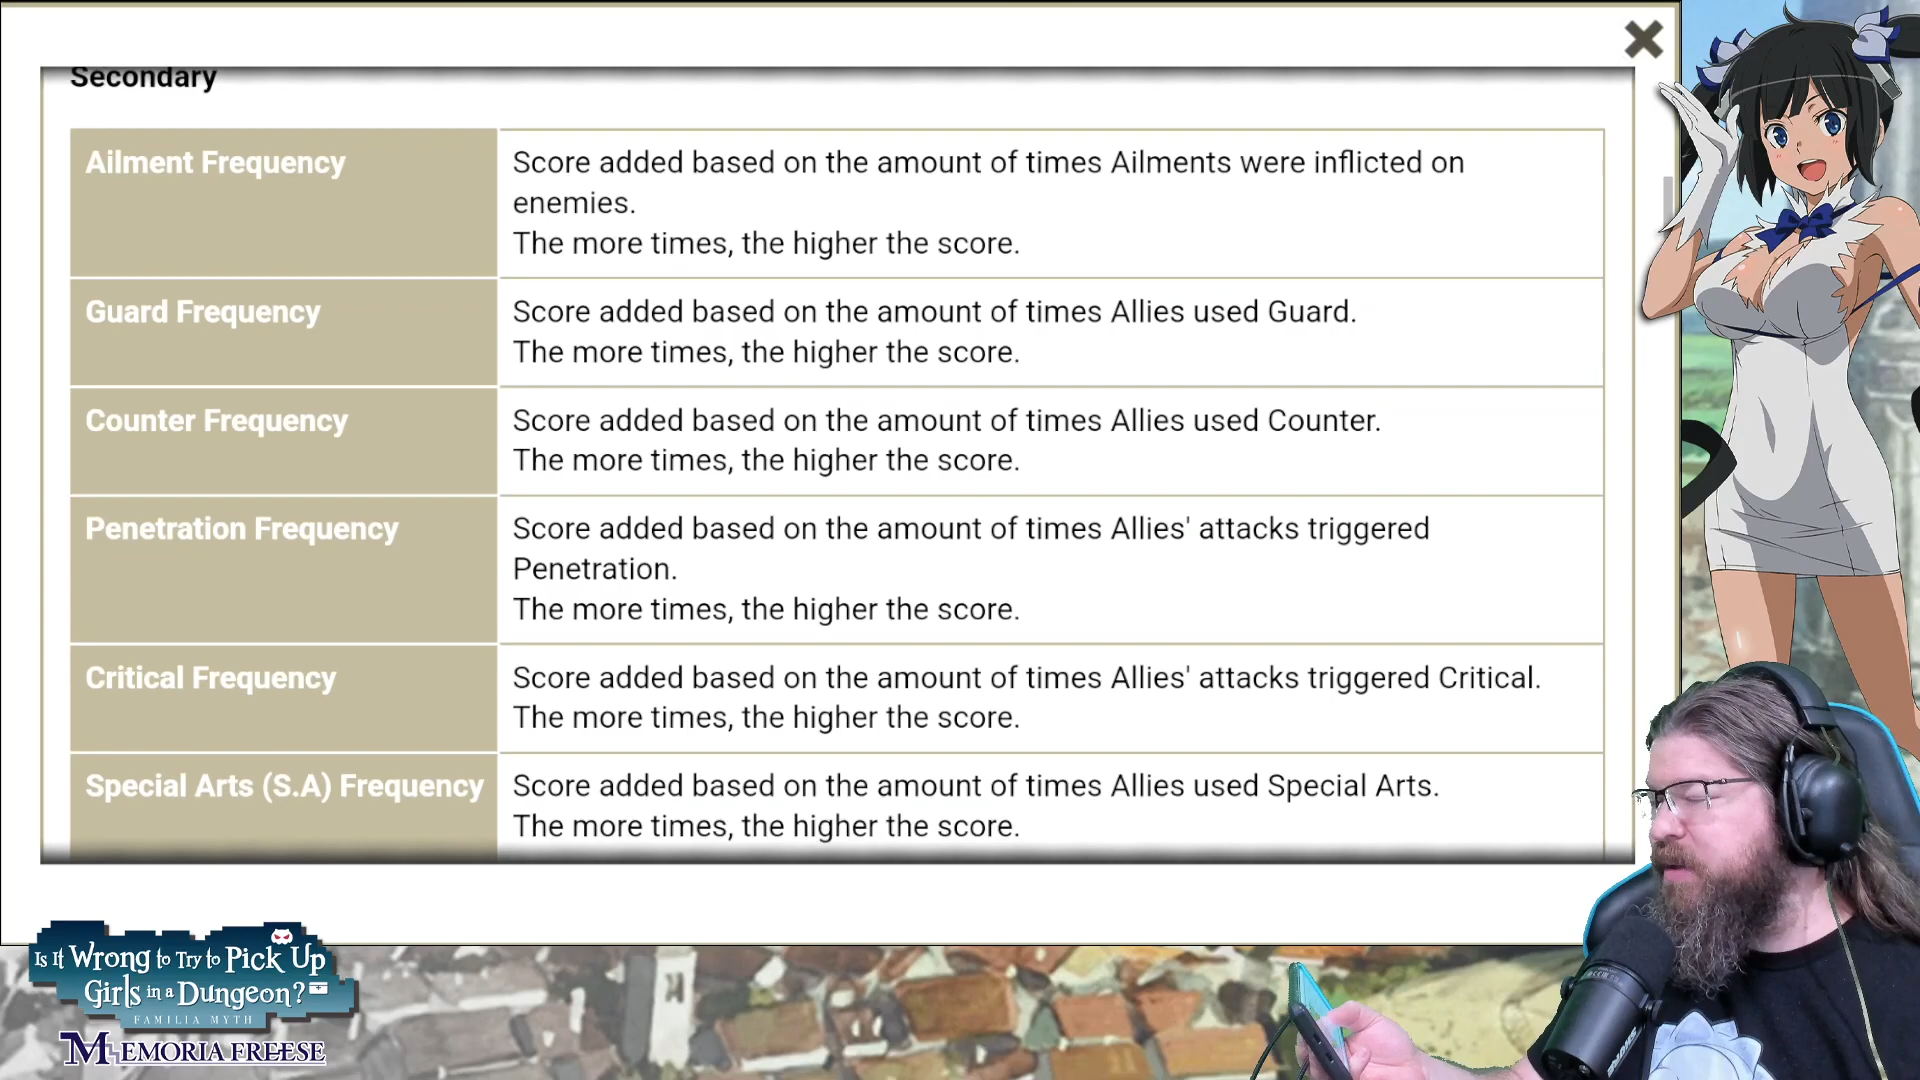 Secondary
Ailment Frequency
Score added based on the amount of times Ailments were inflicted on
enemies.
The more times, the higher the score.
Guard Frequency
Score added based on the amount of times Allies used Guard.
The more times, the higher the score.
Counter Frequency
Score added based on the amount of times Allies used Counter.
The more times, the higher the score.
Penetration Frequency
Score added based on the amount of times Allies' attacks triggered
Penetration.
The more times, the higher the score.
Critical Frequency
Score added based on the amount of times Allies' attacks triggered Critical.
The more times, the higher the score.
Special Arts (S.A) Frequency
Score added based on the amount of times Allies used Special Arts.
The more times, the higher the score.
Is It Wrong to Try to Pick Up
Girls in a Dungeon?
FAMILIA MYTH
MEMORIA FREESE